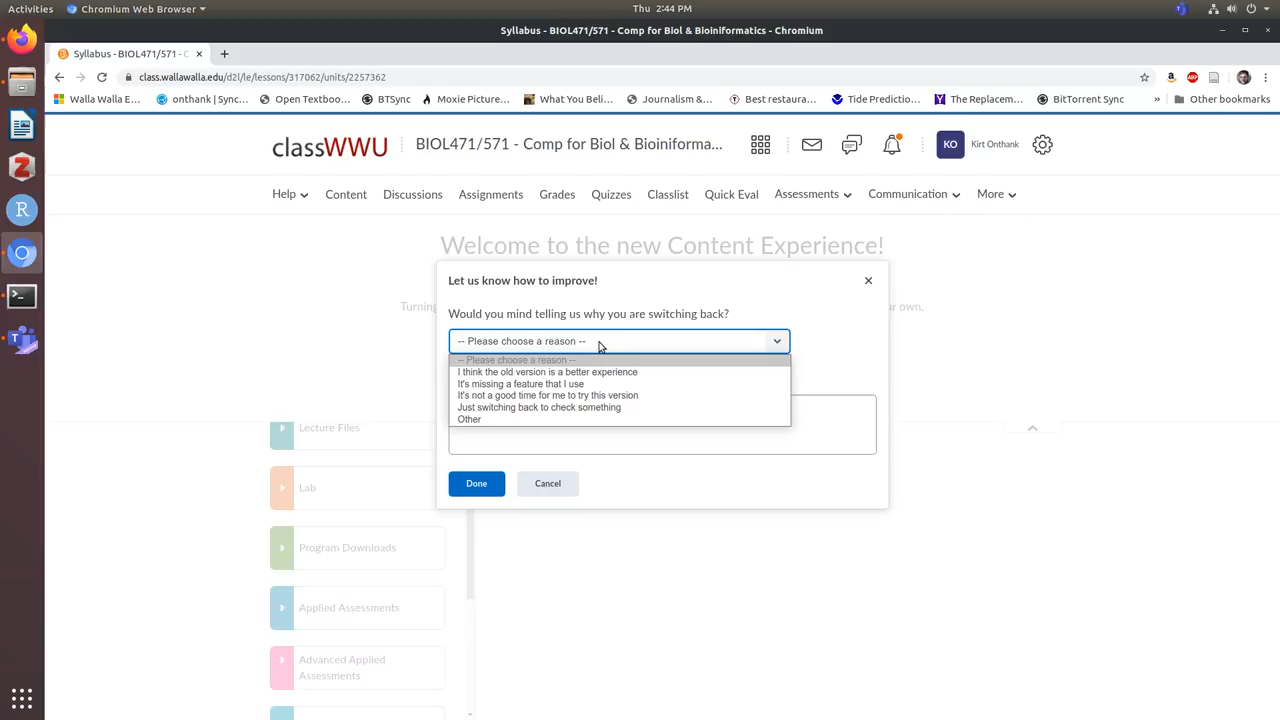 Activities
Chromium Web Browser
Thu 2:44 PM
Syllabus - BIOL471/571 - Comp for Biol & Bioiniformatics - Chromium
Syllabus - BIOL471/571 - C
class.wallawalla.edu/d2l/le/lessons/317062/units/2257362
Walla Walla E...
onthank | Sync...
Open Textboo...
BTSync
Moxie Picture...
What You Beli...
Journalism &...
Best restaura...
Tide Predictio...
The Replacem...
BitTorrent Sync
»
Other bookmarks
classWWU
BIOL471/571 - Comp for Biol & Bioiniforma...
KO
Kirt Onthank
Help
Content
Discussions
Assignments
Grades
Quizzes
Classlist
Quick Eval
Assessments
Communication
More
Welcome to the new Content Experience!
Turning
own.
Let us know how to improve!
Would you mind telling us why you are switching back?
-- Please choose a reason --
-- Please choose a reason --
I think the old version is a better experience
It's missing a feature that I use
It's not a good time for me to try this version
Just switching back to check something
Other
Done
Cancel
Lecture Files
Lab
Program Downloads
Applied Assessments
Advanced Applied
Assessments